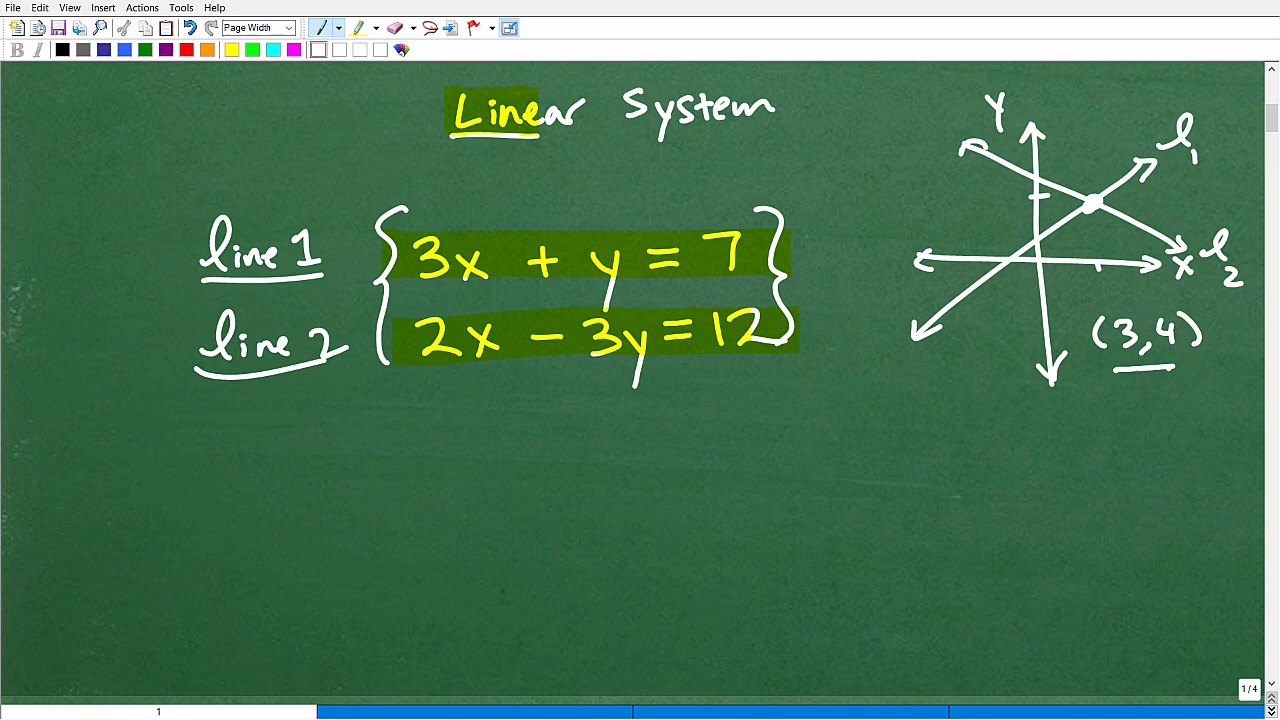 File Edit View Insert Actions Tools Help
Page Width
B I
Linear System
line 1 { 3x + y = 7
line 2 2x − 3y = 12 }
Y
l₁
X l₂
(3,4)
1/4
1